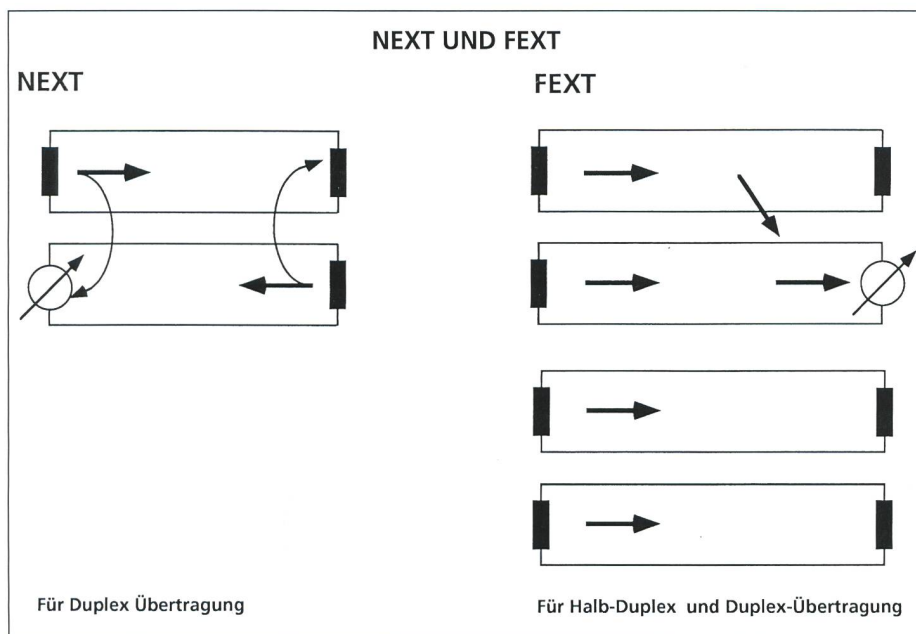 NEXT UND FEXT
NEXT
FEXT
Für Duplex Übertragung
Für Halb-Duplex und Duplex-Übertragung